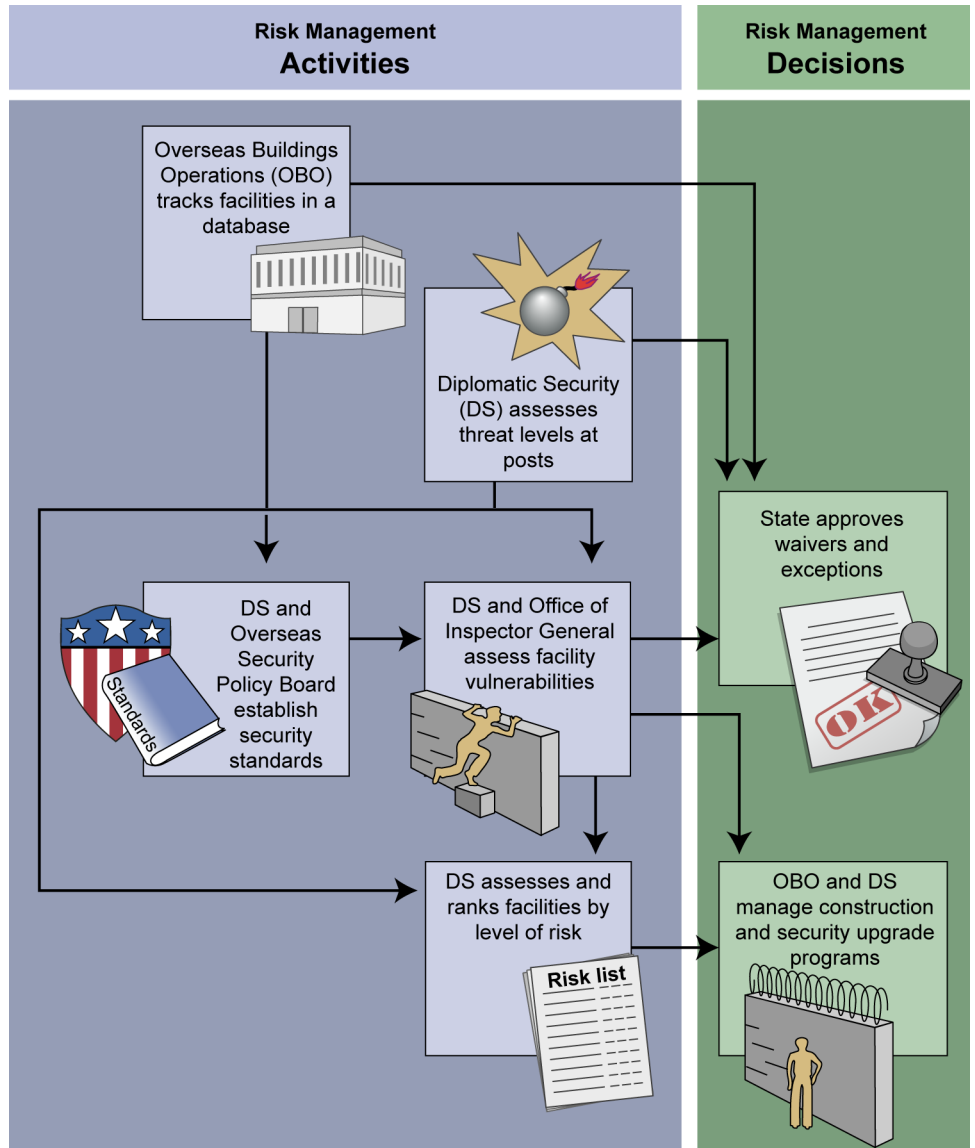 Risk Management
Activities
Risk Management
Decisions
Overseas Buildings
Operations (OBO)
tracks facilities in a
database
Diplomatic Security
(DS) assesses
threat levels at
posts
State approves
waivers and
exceptions
OK
Standards
DS and
Overseas
Security
Policy Board
establish
security
standards
DS and Office of
Inspector General
assess facility
vulnerabilities
DS assesses and
ranks facilities by
level of risk
Risk list
OBO and DS
manage construction
and security upgrade
programs